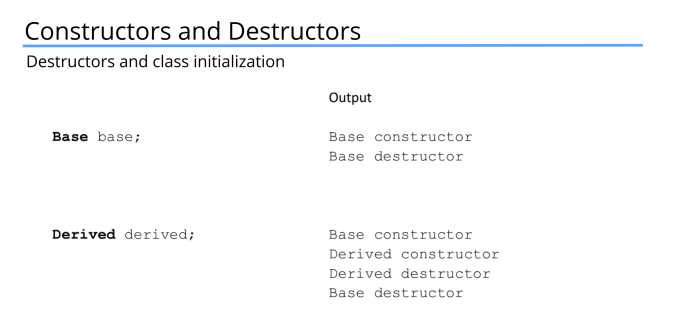 Constructors and Destructors
Destructors and class initialization
Output
Base base;
Base constructor
Base destructor
Derived derived;
Base constructor
Derived constructor
Derived destructor
Base destructor